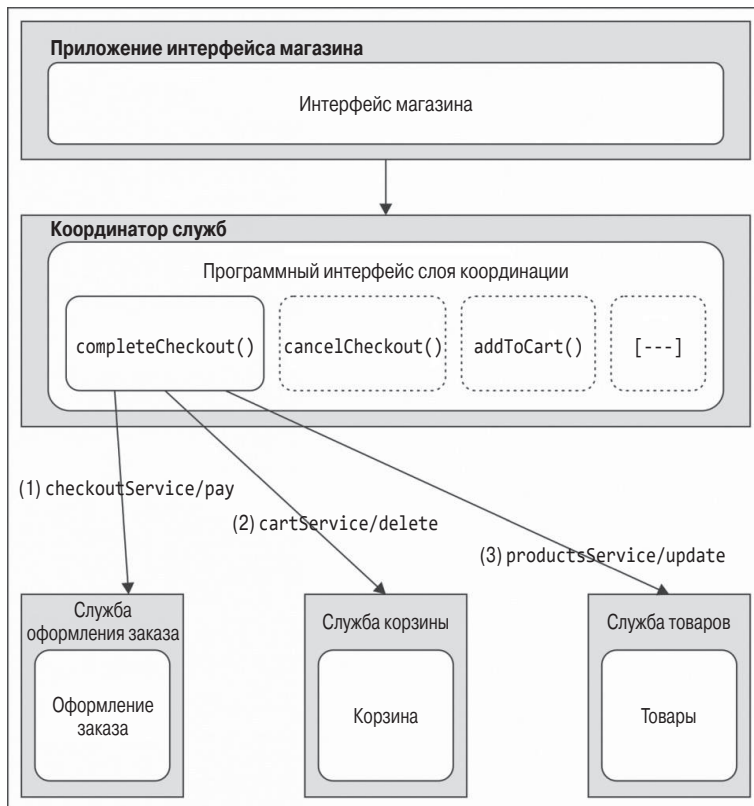 Приложение интерфейса магазина
Интерфейс магазина
Координатор служб
Программный интерфейс слоя координации
completeCheckout()
cancelCheckout()
addToCart()
[---]
(1) checkoutService/pay
(2) cartService/delete
(3) productsService/update
Служба
оформления заказа
Оформление
заказа
Служба корзины
Корзина
Служба товаров
Товары